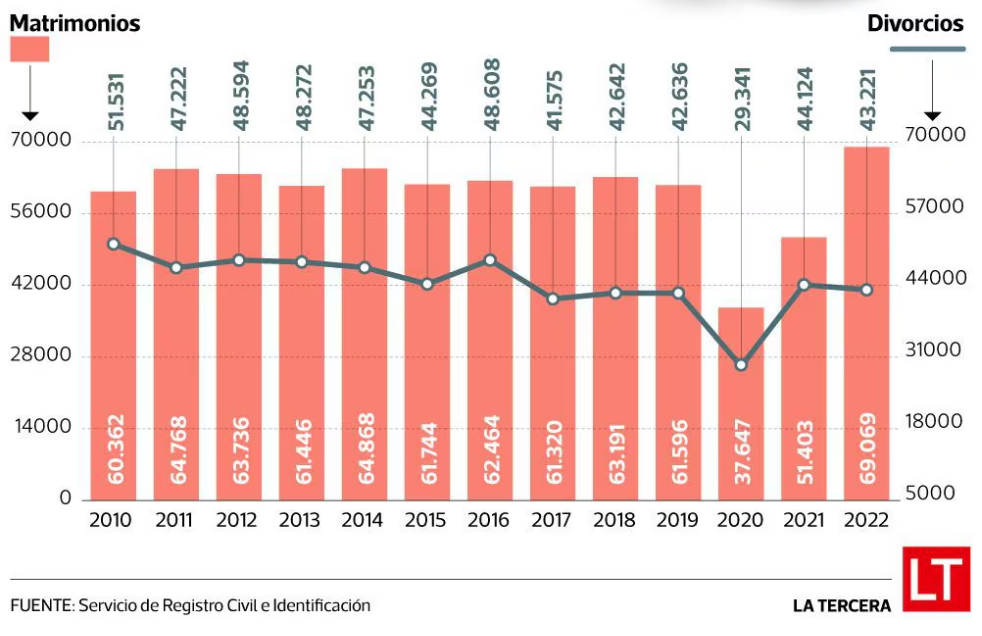 Matrimonios
Divorcios
51.531 47.222 48.594 48.272 47.253 44.269 48.608 41.575 42.642 42.636 29.341 44.124 43.221
70000 70000
56000 57000
42000 44000
28000 31000
14000 18000
0 5000
60.362 64.768 63.736 61.446 64.868 61.744 62.464 61.320 63.191 61.596 37.647 51.403 69.069
2010 2011 2012 2013 2014 2015 2016 2017 2018 2019 2020 2021 2022
FUENTE: Servicio de Registro Civil e Identificación
LA TERCERA
LT